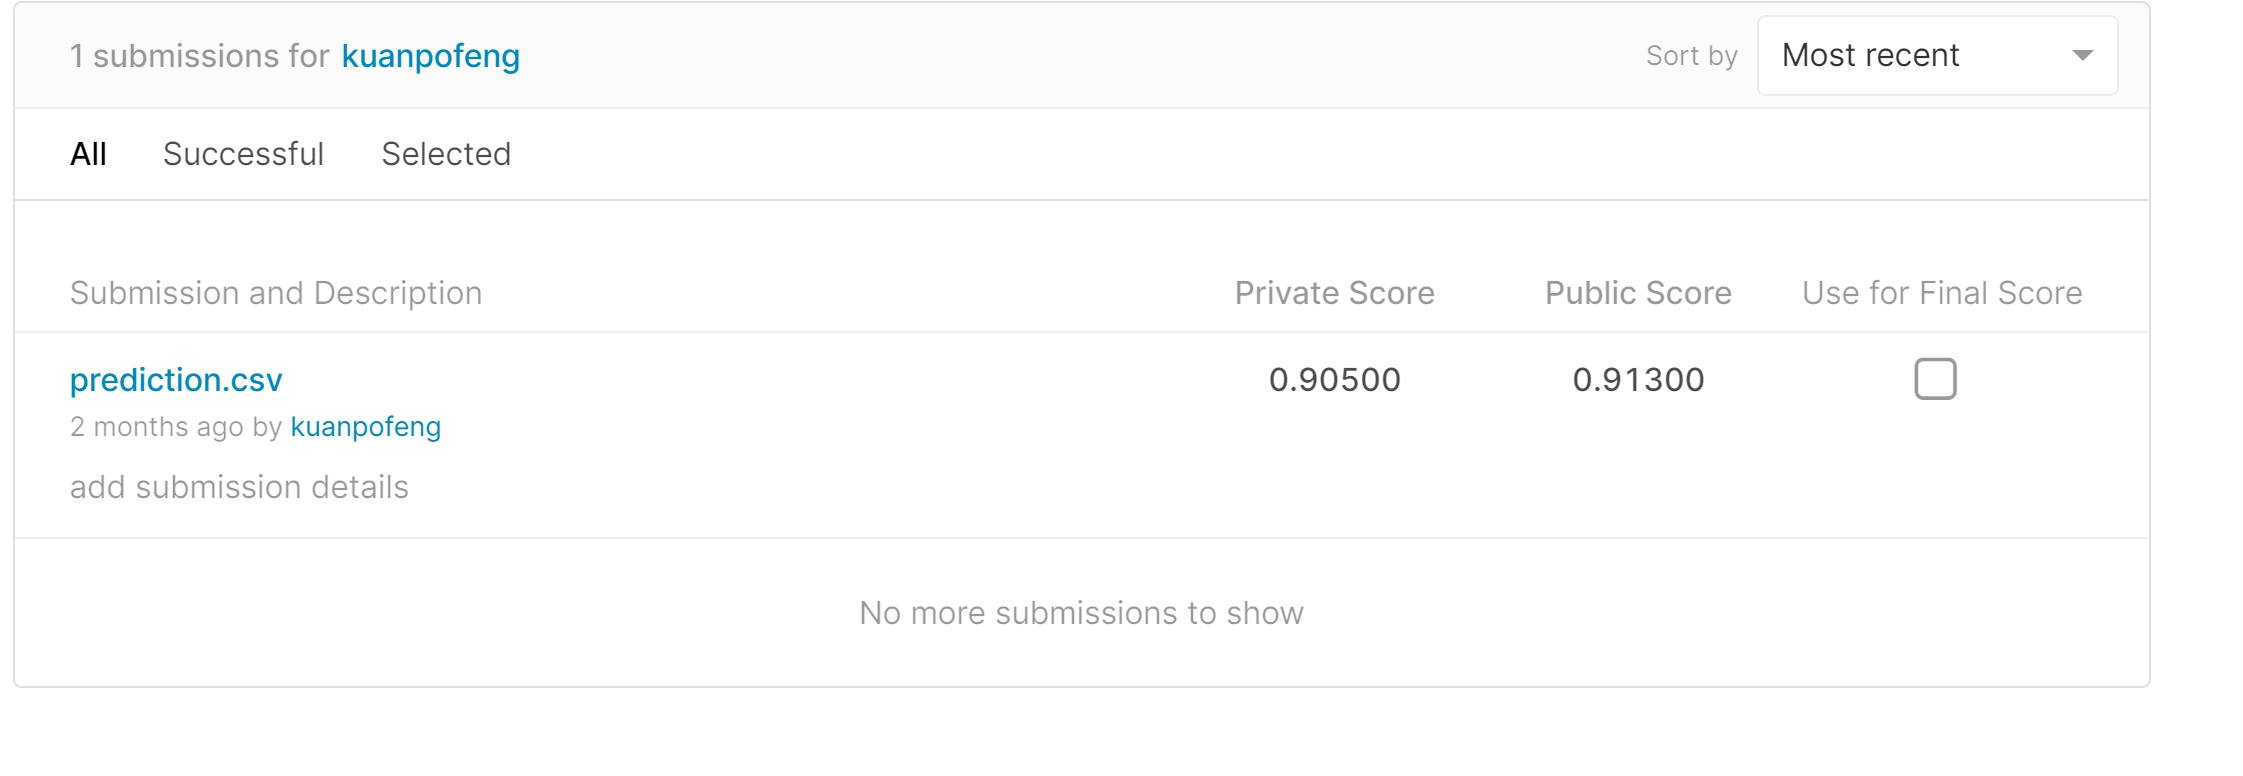 1 submissions for kuanpofeng
Sort by Most recent
All Successful Selected
Submission and Description Private Score Public Score Use for Final Score
prediction.csv 0.90500 0.91300
2 months ago by kuanpofeng
add submission details
No more submissions to show